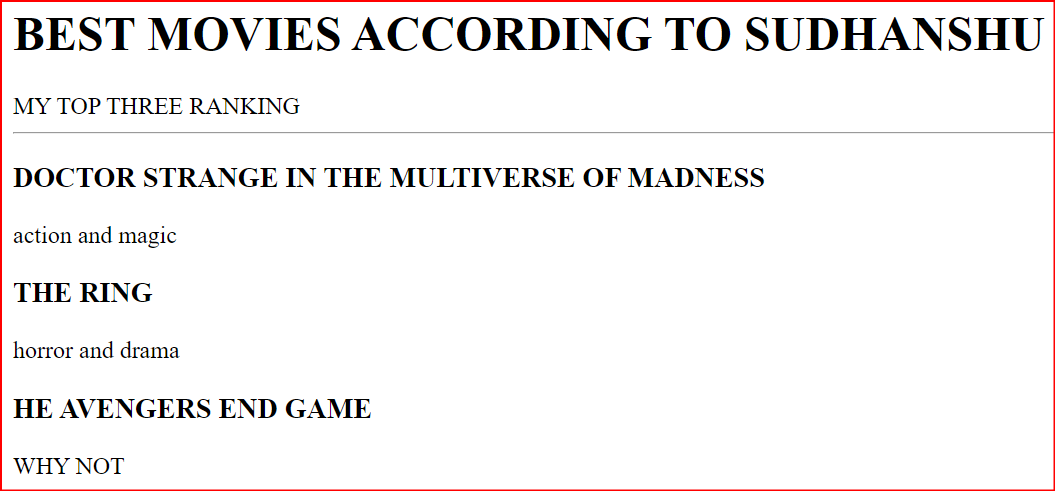 BEST MOVIES ACCORDING TO SUDHANSHU
MY TOP THREE RANKING
DOCTOR STRANGE IN THE MULTIVERSE OF MADNESS
action and magic
THE RING
horror and drama
HE AVENGERS END GAME
WHY NOT